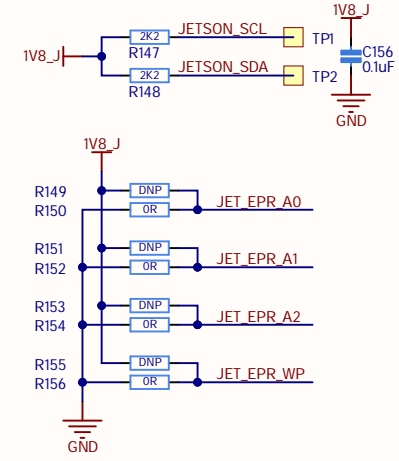 1V8_J
2K2
JETSON_SCL
TP1
1V8_J
R147
C156
0.1uF
2K2
JETSON_SDA
TP2
R148
GND
1V8_J
R149
DNP
R150
0R
JET_EPR_A0
R151
DNP
R152
0R
JET_EPR_A1
R153
DNP
R154
0R
JET_EPR_A2
R155
DNP
R156
0R
JET_EPR_WP
GND